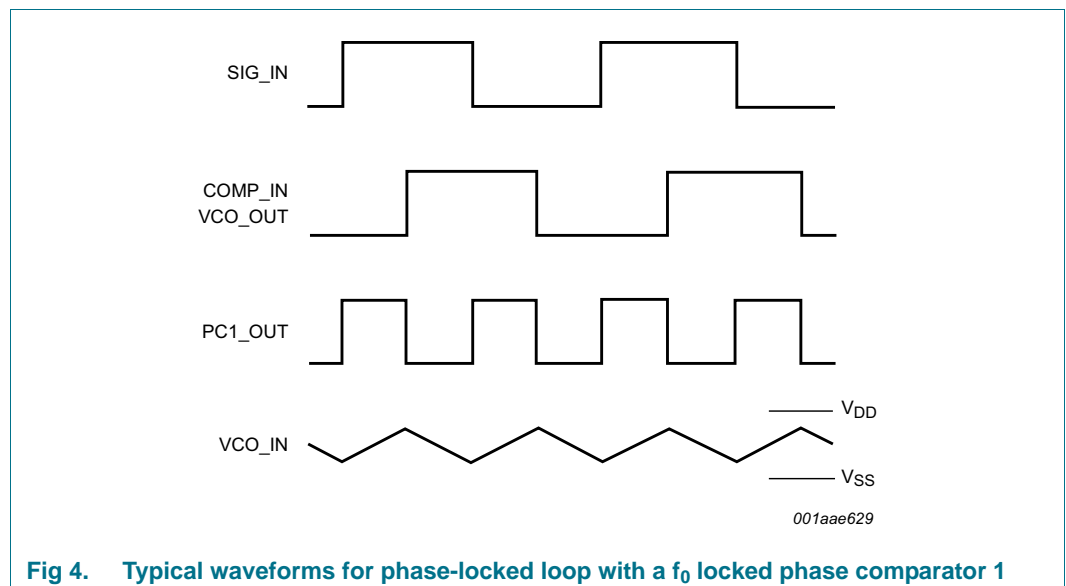 SIG_IN
COMP_IN
VCO_OUT
PC1_OUT
VCO_IN
VDD
VSS
001aae629
Fig 4. Typical waveforms for phase-locked loop with a f0 locked phase comparator 1